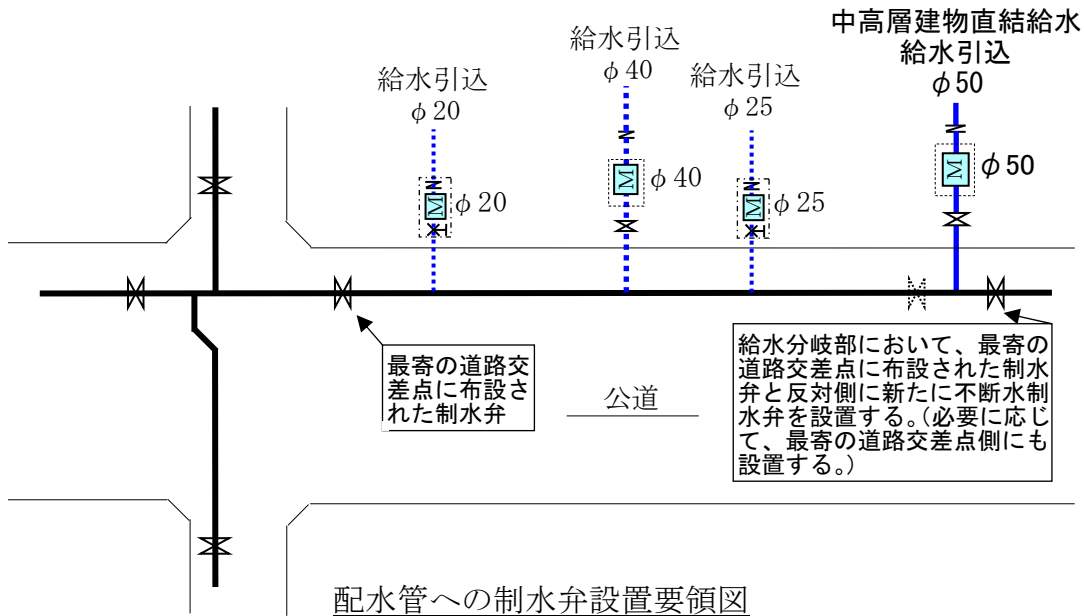 中高層建物直結給水
給水引込
φ50
給水引込
φ40
給水引込
φ20
給水引込
φ25
M
φ20
M
φ40
M
φ25
M
φ50
最寄の道路交
差点に布設さ
れた制水弁
公道
給水分岐部において、最寄の
道路交差点に布設された制水
弁と反対側に新たに不断水制
水弁を設置する。(必要に応じ
て、最寄の道路交差点側にも
設置する。)
配水管への制水弁設置要領図